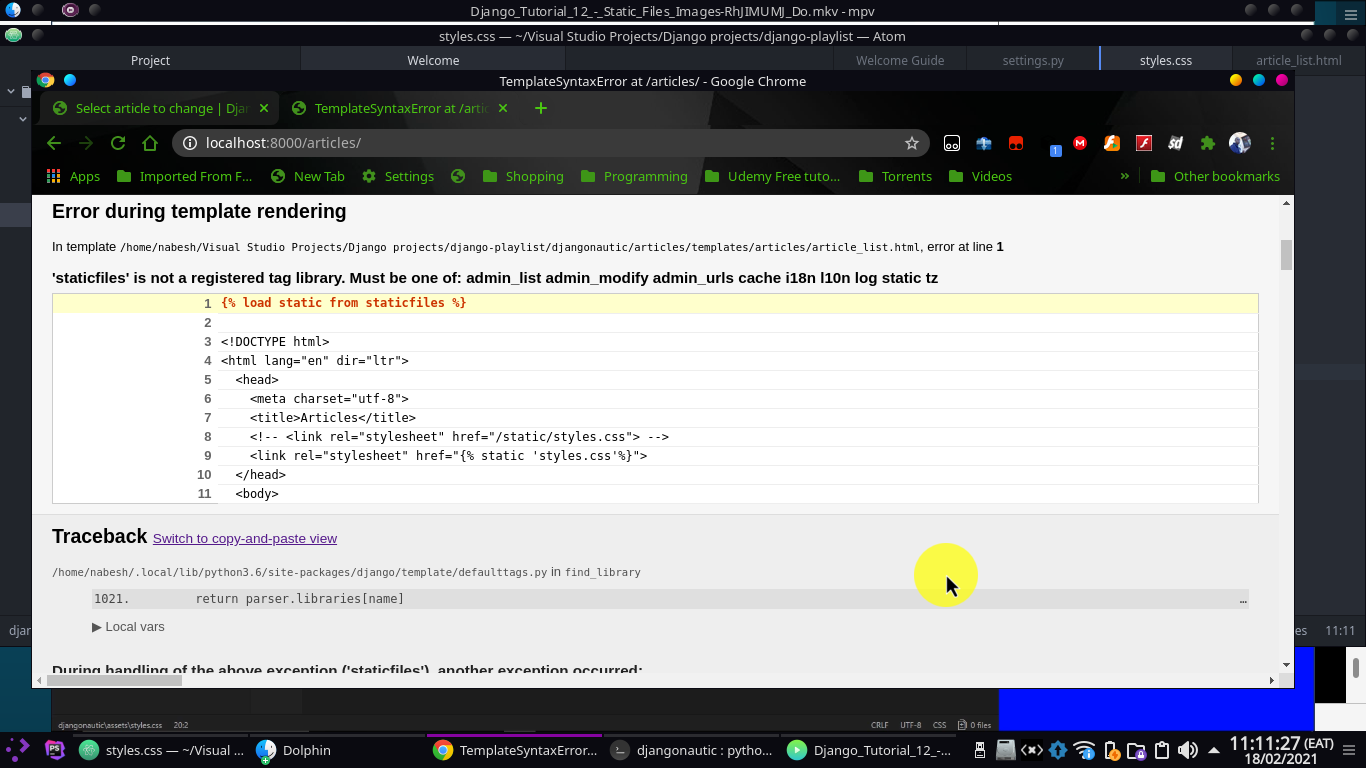 Django_Tutorial_12_-_Static_Files_Images-RhJIMUMJ_Do.mkv - mpv
styles.css — ~/Visual Studio Projects/Django projects/django-playlist — Atom
Project Welcome Welcome Guide settings.py styles.css article_list.html
TemplateSyntaxError at /articles/ - Google Chrome
Select article to change | Djan TemplateSyntaxError at /artic
localhost:8000/articles/
1
Apps Imported From F... New Tab Settings Shopping Programming Udemy Free tuto... Torrents Videos » Other bookmarks
Error during template rendering
In template /home/nabesh/Visual Studio Projects/Django projects/django-playlist/djangonautic/articles/templates/articles/article_list.html, error at line 1
'staticfiles' is not a registered tag library. Must be one of: admin_list admin_modify admin_urls cache i18n l10n log static tz
1 {% load static from staticfiles %}
2
3 <!DOCTYPE html>
4 <html lang="en" dir="ltr">
5 <head>
6 <meta charset="utf-8">
7 <title>Articles</title>
8 <!-- <link rel="stylesheet" href="/static/styles.css"> -->
9 <link rel="stylesheet" href="{% static 'styles.css'%}">
10 </head>
11 <body>
Traceback Switch to copy-and-paste view
/home/nabesh/.local/lib/python3.6/site-packages/django/template/defaulttags.py in find_library
1021. return parser.libraries[name] …
▶ Local vars
djan es 11:11
During handling of the above exception ('staticfiles'), another exception occurred:
djangonautic\assets\styles.css 20:2 CRLF UTF-8 CSS 0 files
styles.css — ~/Visual ... Dolphin TemplateSyntaxError... djangonautic : pytho... Django_Tutorial_12_-... 11:11:27 (EAT)
18/02/2021